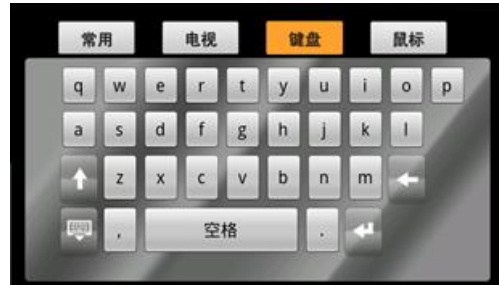 常用 电视 键盘 鼠标
q w e r t y u i o p
a s d f g h j k l
z x c v b n m
, 空格 .